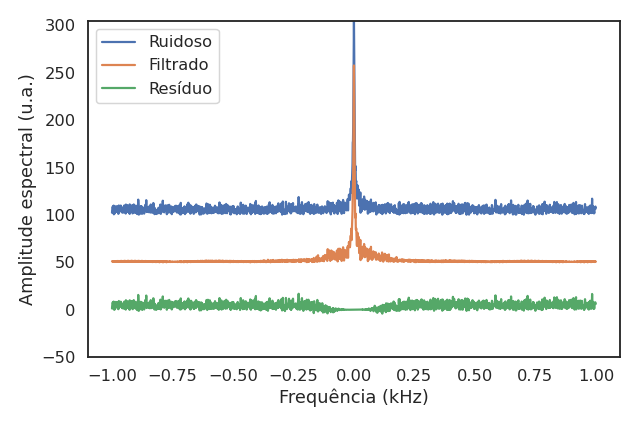 Ruidoso
Filtrado
Resíduo
300
250
200
150
100
50
0
−50
Amplitude espectral (u.a.)
−1.00 −0.75 −0.50 −0.25 0.00 0.25 0.50 0.75 1.00
Frequência (kHz)